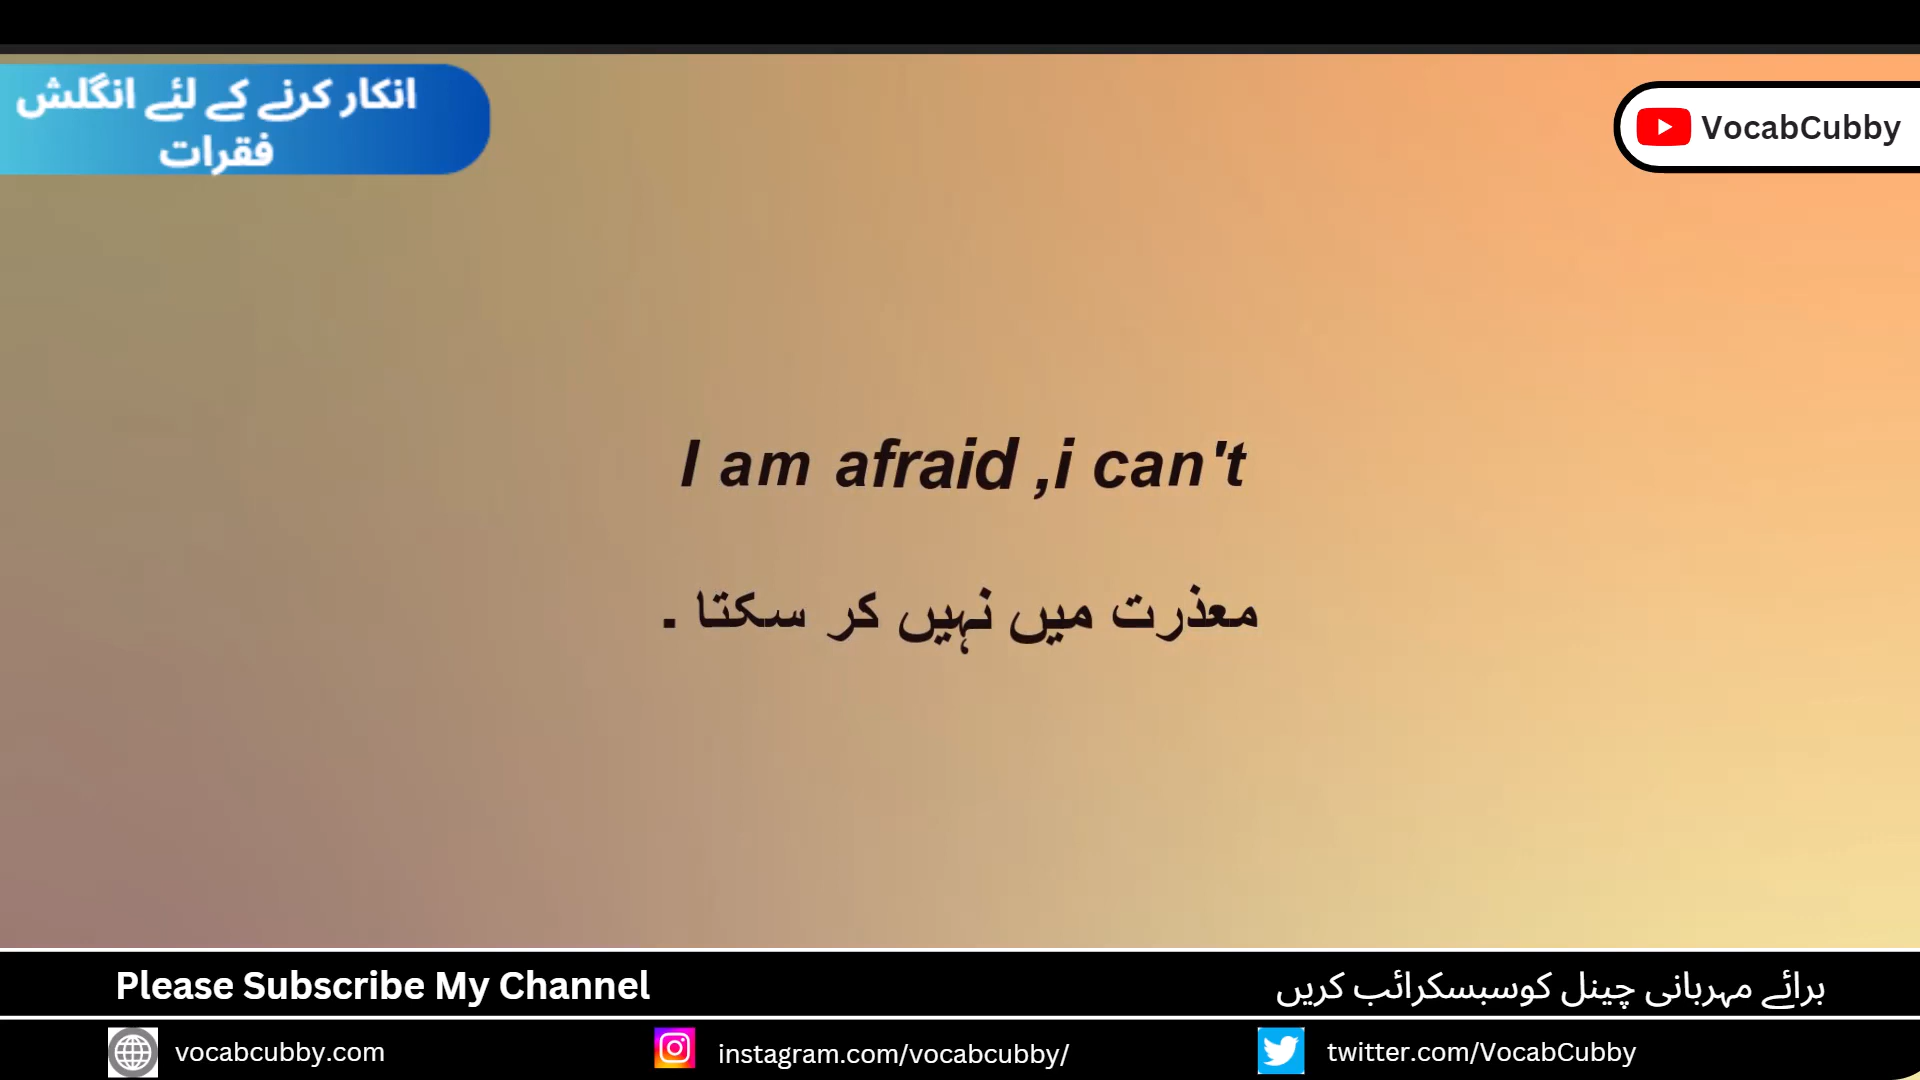 انکار کرنے کے لئے انگلش
فقرات
VocabCubby
I am afraid ,i can't
معذرت میں نہیں کر سکتا .
Please Subscribe My Channel
برائے مہربانی چینل کوسبسکرائب کریں
vocabcubby.com
instagram.com/vocabcubby/
twitter.com/VocabCubby